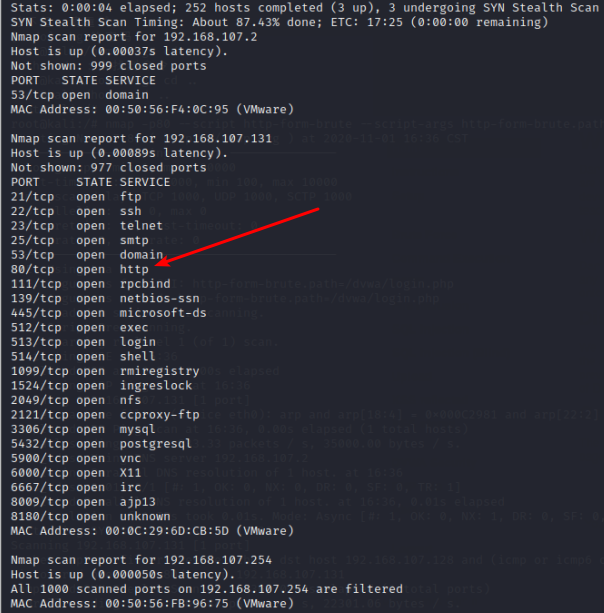 Stats: 0:00:04 elapsed; 252 hosts completed (3 up), 3 undergoing SYN Stealth Scan
SYN Stealth Scan Timing: About 87.43% done; ETC: 17:25 (0:00:00 remaining)
Nmap scan report for 192.168.107.2
Host is up (0.00037s latency).
Not shown: 999 closed ports
PORT   STATE SERVICE
53/tcp open  domain
MAC Address: 00:50:56:F4:0C:95 (VMware)

Nmap scan report for 192.168.107.131
Host is up (0.00089s latency).
Not shown: 977 closed ports
PORT     STATE SERVICE
21/tcp   open  ftp
22/tcp   open  ssh
23/tcp   open  telnet
25/tcp   open  smtp
53/tcp   open  domain
80/tcp   open  http
111/tcp  open  rpcbind
139/tcp  open  netbios-ssn
445/tcp  open  microsoft-ds
512/tcp  open  exec
513/tcp  open  login
514/tcp  open  shell
1099/tcp open  rmiregistry
1524/tcp open  ingreslock
2049/tcp open  nfs
2121/tcp open  ccproxy-ftp
3306/tcp open  mysql
5432/tcp open  postgresql
5900/tcp open  vnc
6000/tcp open  X11
6667/tcp open  irc
8009/tcp open  ajp13
8180/tcp open  unknown
MAC Address: 00:0C:29:6D:CB:5D (VMware)

Nmap scan report for 192.168.107.254
Host is up (0.000050s latency).
All 1000 scanned ports on 192.168.107.254 are filtered
MAC Address: 00:50:56:FB:96:75 (VMware)